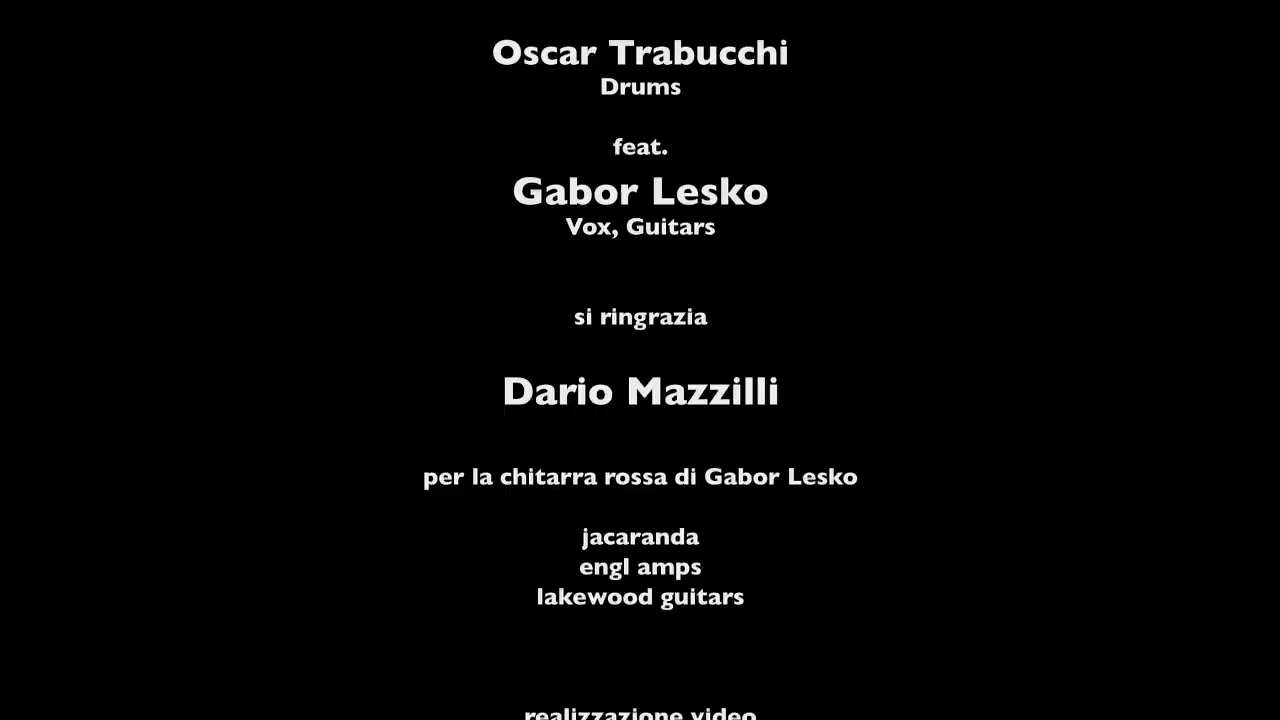 Oscar Trabucchi
Drums
feat.
Gabor Lesko
Vox, Guitars
si ringrazia
Dario Mazzilli
per la chitarra rossa di Gabor Lesko
jacaranda
engl amps
lakewood guitars
realizzazione video